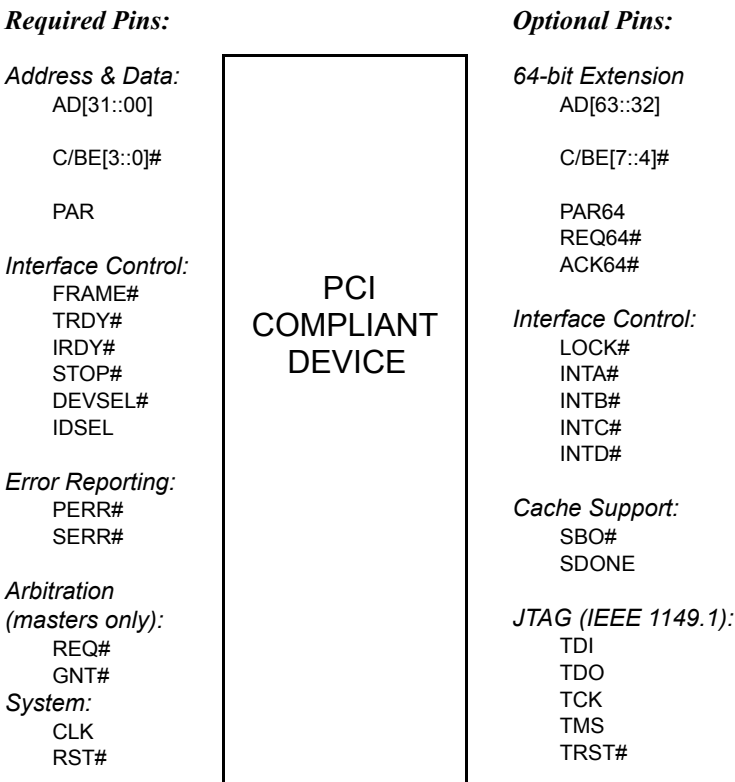 Required Pins:
Address & Data:
AD[31::00]
C/BE[3::0]#
PAR
Interface Control:
FRAME#
TRDY#
IRDY#
STOP#
DEVSEL#
IDSEL
Error Reporting:
PERR#
SERR#
Arbitration
(masters only):
REQ#
GNT#
System:
CLK
RST#
PCI
COMPLIANT
DEVICE
Optional Pins:
64-bit Extension
AD[63::32]
C/BE[7::4]#
PAR64
REQ64#
ACK64#
Interface Control:
LOCK#
INTA#
INTB#
INTC#
INTD#
Cache Support:
SBO#
SDONE
JTAG (IEEE 1149.1):
TDI
TDO
TCK
TMS
TRST#